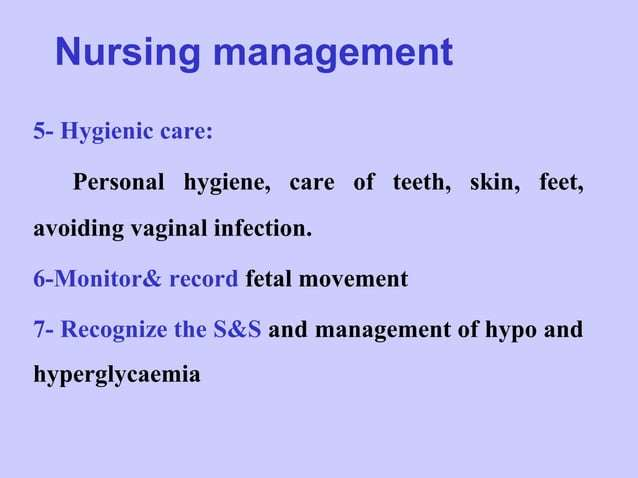 Nursing management
5- Hygienic care:
Personal hygiene, care of teeth, skin, feet,
avoiding vaginal infection.
6-Monitor& record fetal movement
7- Recognize the S&S and management of hypo and
hyperglycaemia